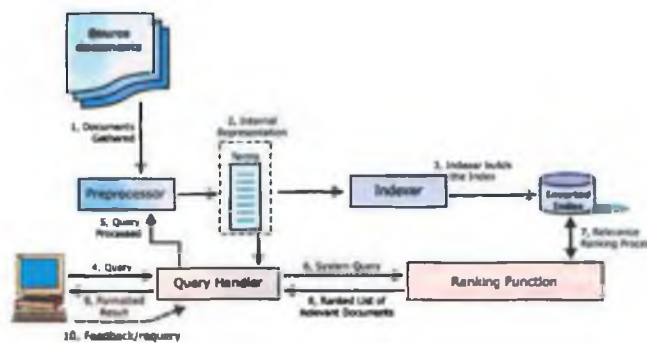 Source
documents
1. Documents
Gathered
2. Internal
Representation
Terms
Preprocessor
Indexer
3. Indexer builds
the Index
Inverted
Index
5. Query
Processed
7. Relevance
Ranking Process
4. Query
Query Handler
6. System Query
Ranking Function
9. Formatted
Result
8. Ranked List of
Relevant Documents
10. Feedback/requery